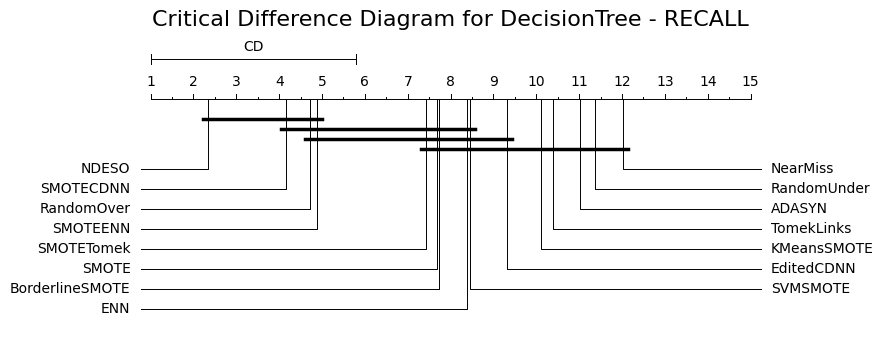 Critical Difference Diagram for DecisionTree - RECALL
CD
1 2 3 4 5 6 7 8 9 10 11 12 13 14 15
NDESO NearMiss
SMOTECDNN RandomUnder
RandomOver ADASYN
SMOTEENN TomekLinks
SMOTETomek KMeansSMOTE
SMOTE EditedCDNN
BorderlineSMOTE SVMSMOTE
ENN